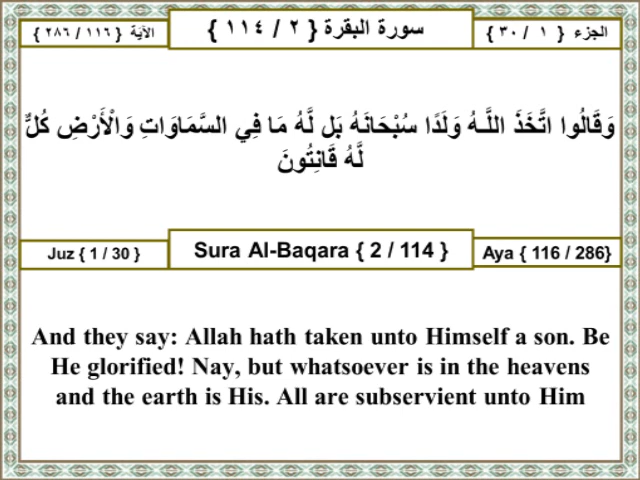 الجزء { ١ / ٣٠ }
سورة البقرة { ٢ / ١١٤ }
الآية { ١١٦ / ٢٨٦ }
وَقَالُوا اتَّخَذَ اللَّـهُ وَلَدًا سُبْحَانَهُ بَل لَّهُ مَا فِي السَّمَاوَاتِ وَالْأَرْضِ كُلٌّ
لَّهُ قَانِتُونَ
Juz { 1 / 30 }
Sura Al-Baqara { 2 / 114 }
Aya { 116 / 286}
And they say: Allah hath taken unto Himself a son. Be
He glorified! Nay, but whatsoever is in the heavens
and the earth is His. All are subservient unto Him